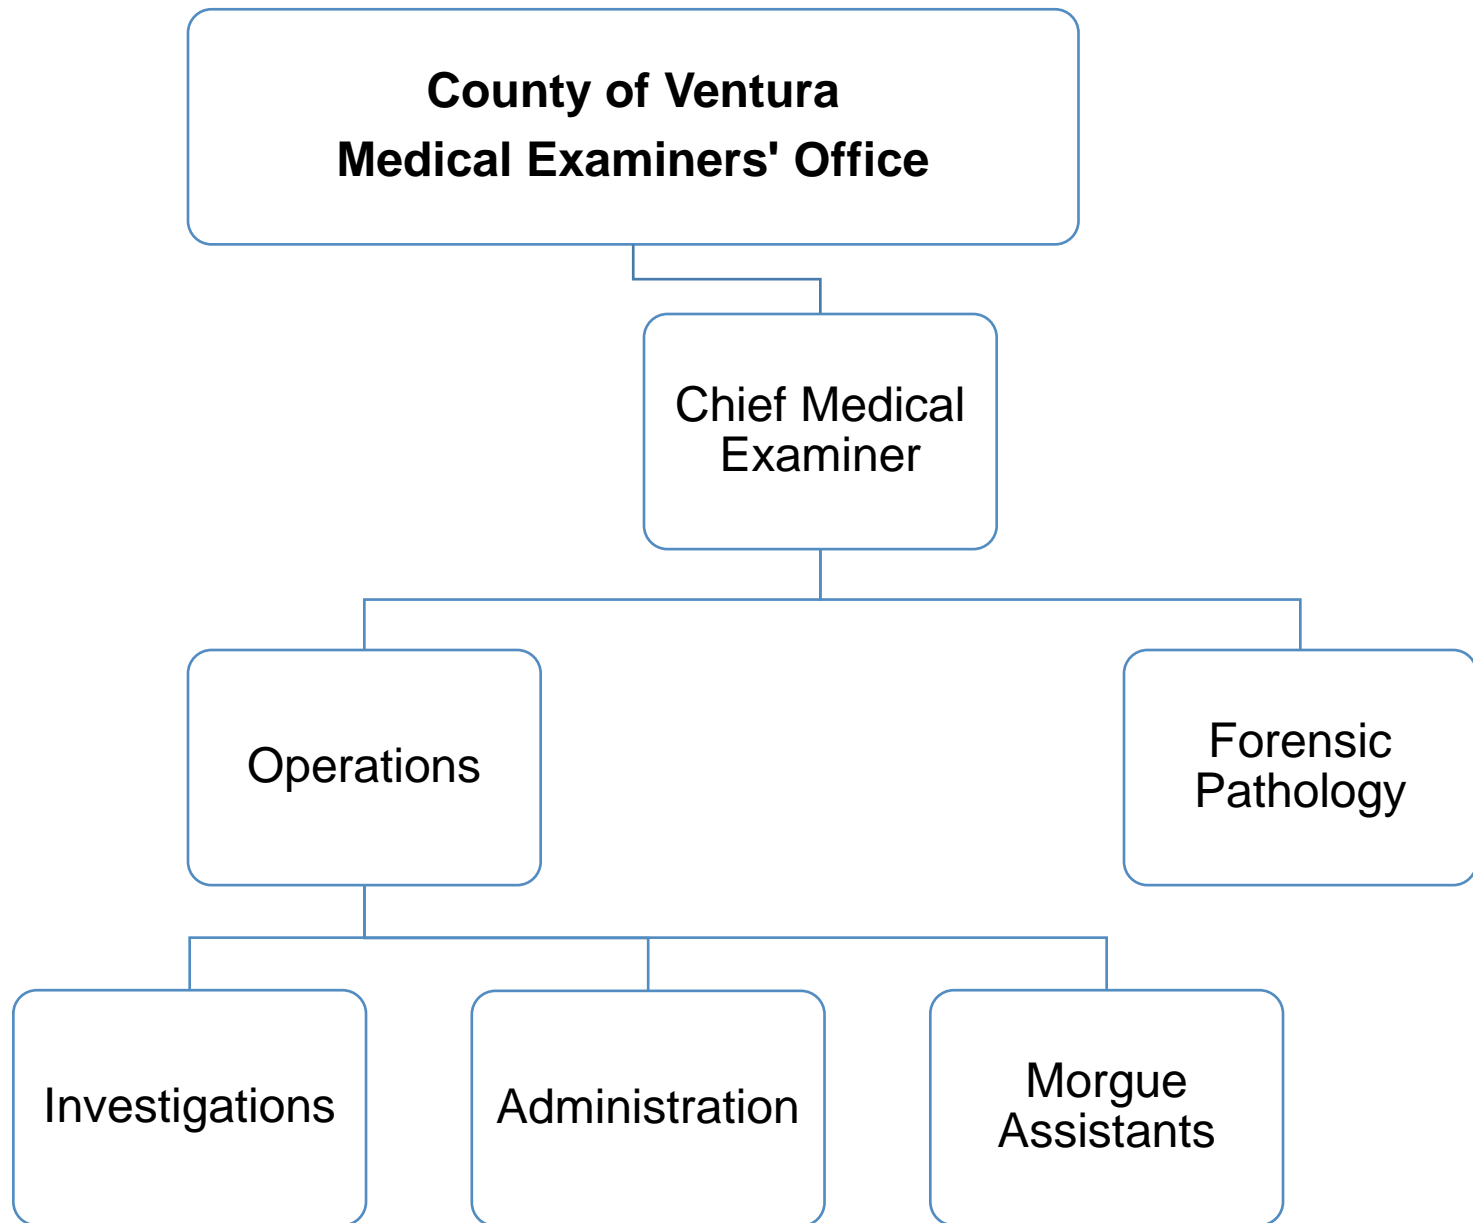 County of Ventura
Medical Examiners' Office
Chief Medical
Examiner
Operations
Forensic
Pathology
Investigations
Administration
Morgue
Assistants